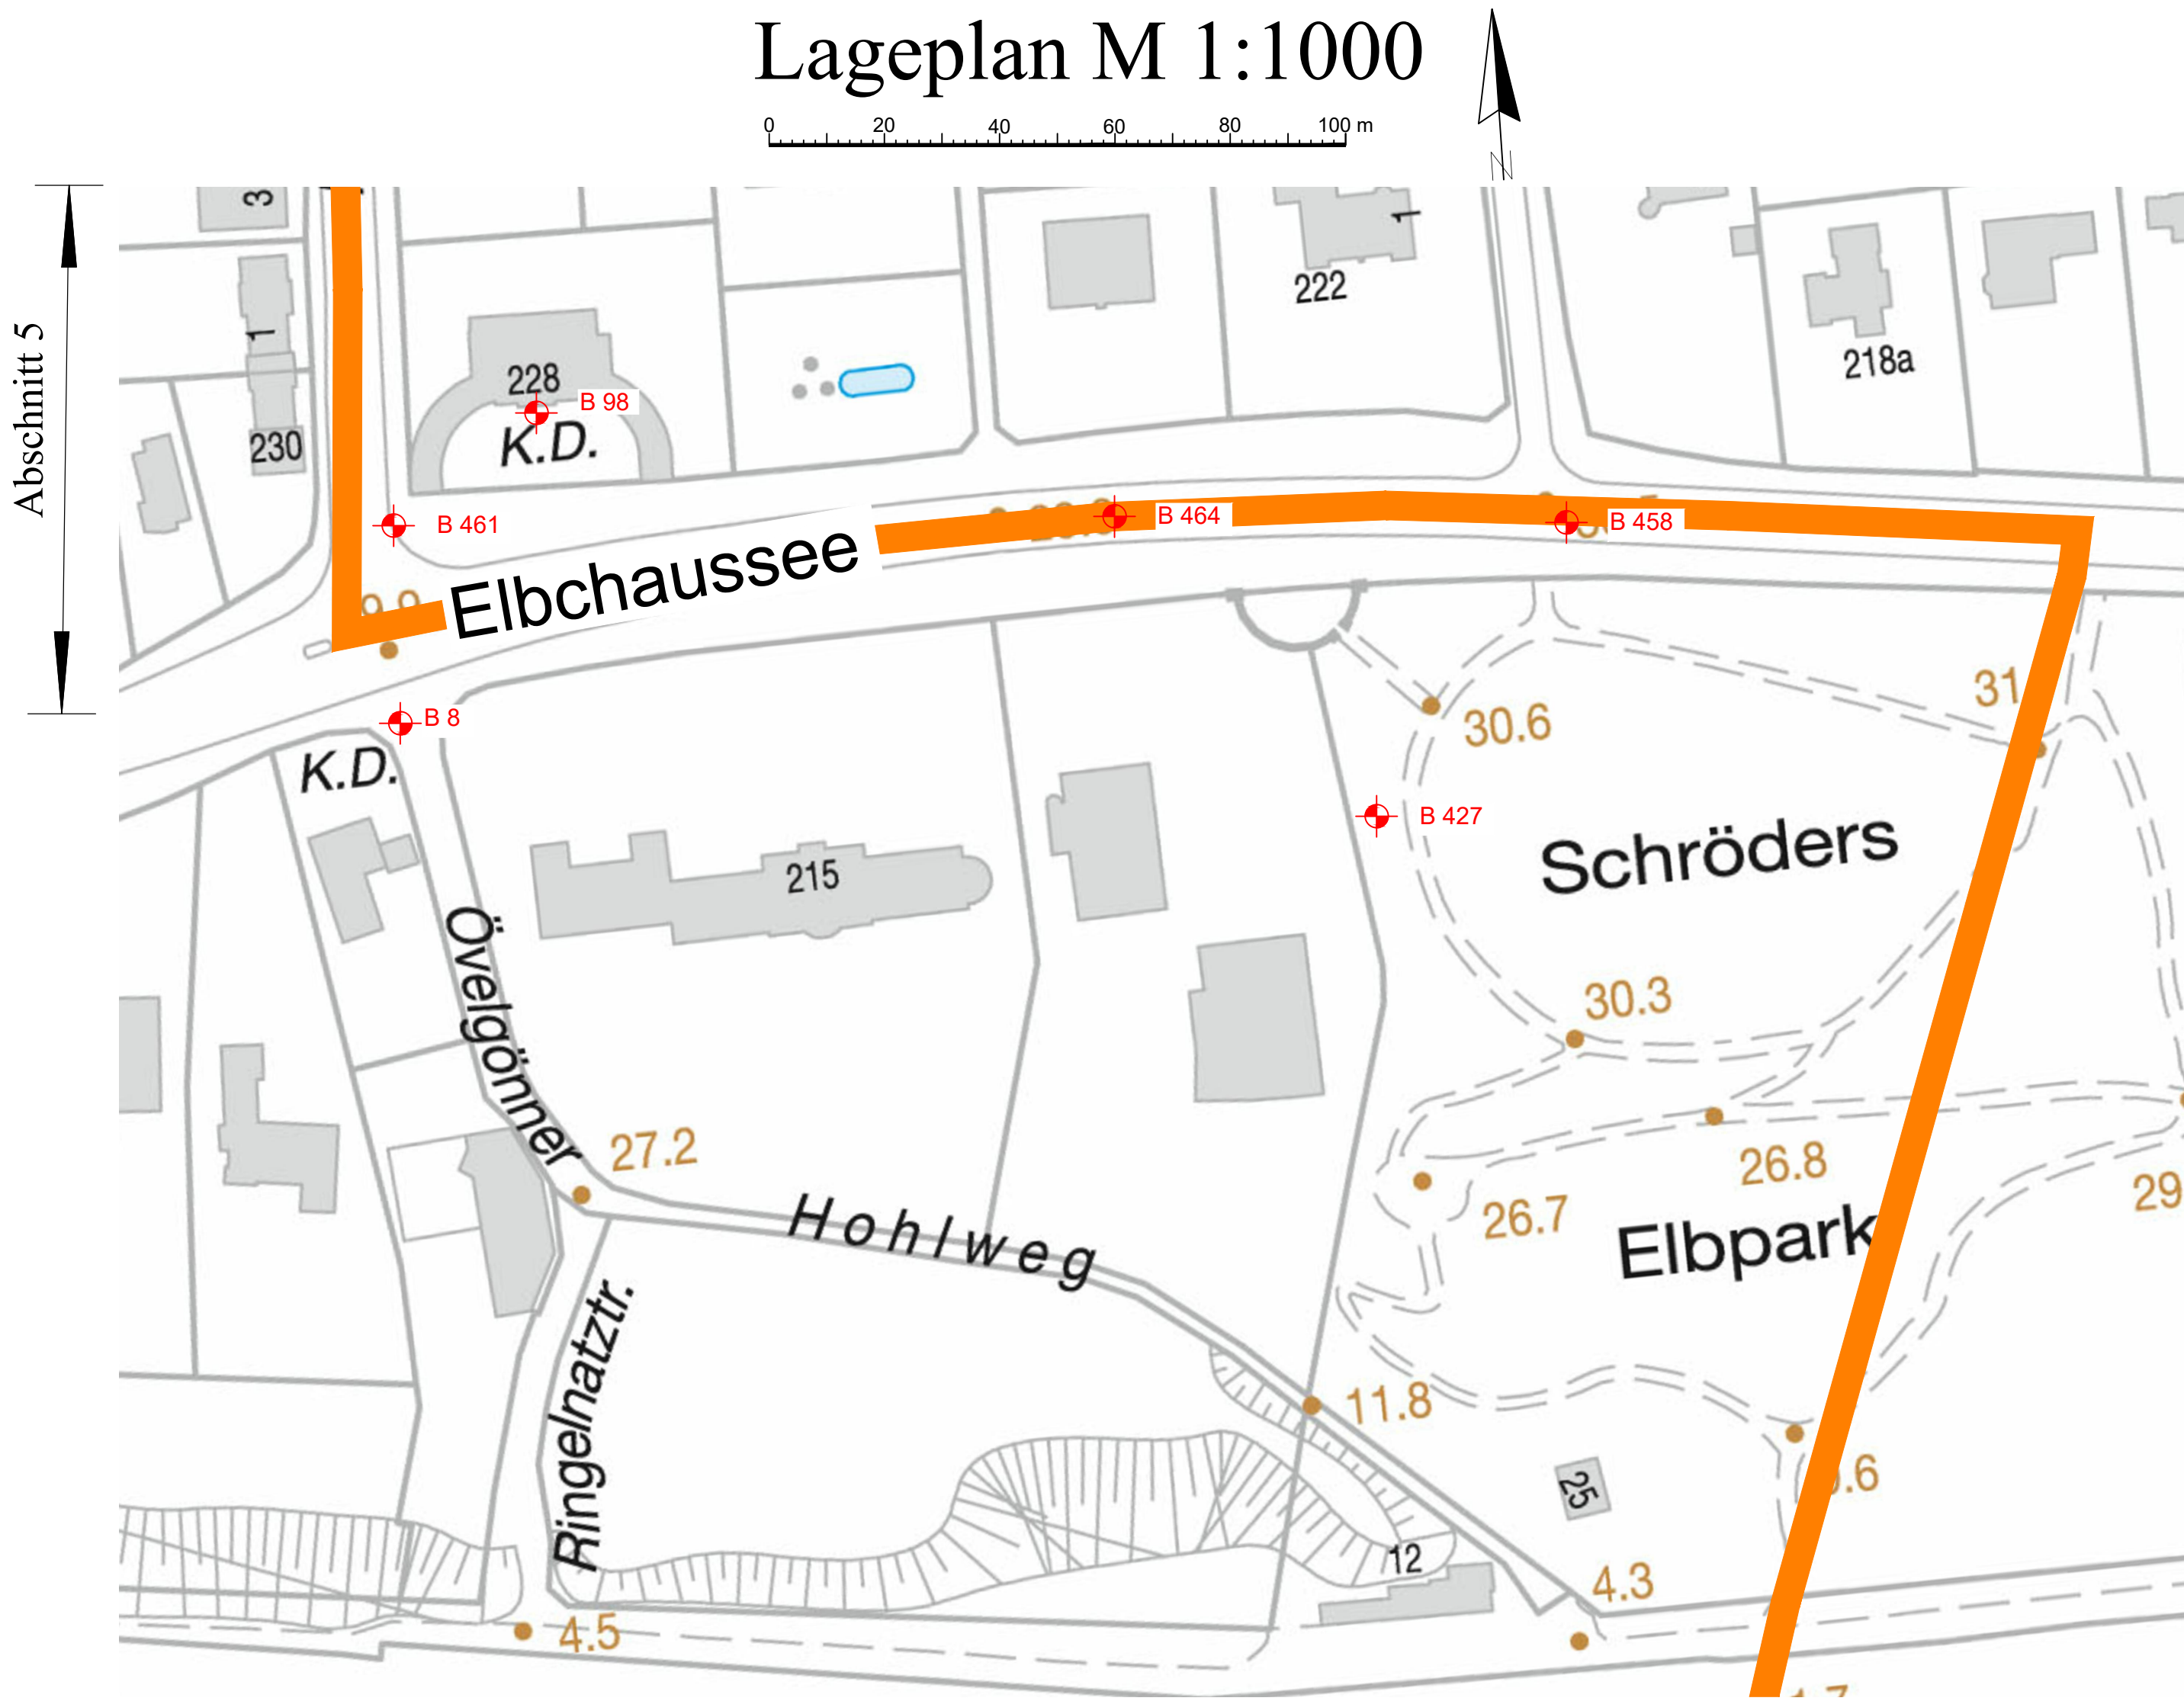 Lageplan M 1:1000
0 20 40 60 80 100 m
N
Abschnitt 5
3
1
222
1
228
B 98
K.D.
230
218a
B 461
B 464
B 458
Elbchaussee
31
30.6
B 8
K.D.
B 427
Schröders
215
Övelgönner
30.3
27.2
26.8
26.7
29
Hohlweg
Elbpark
Ringelnatztr.
11.8
25
.6
12
4.3
4.5